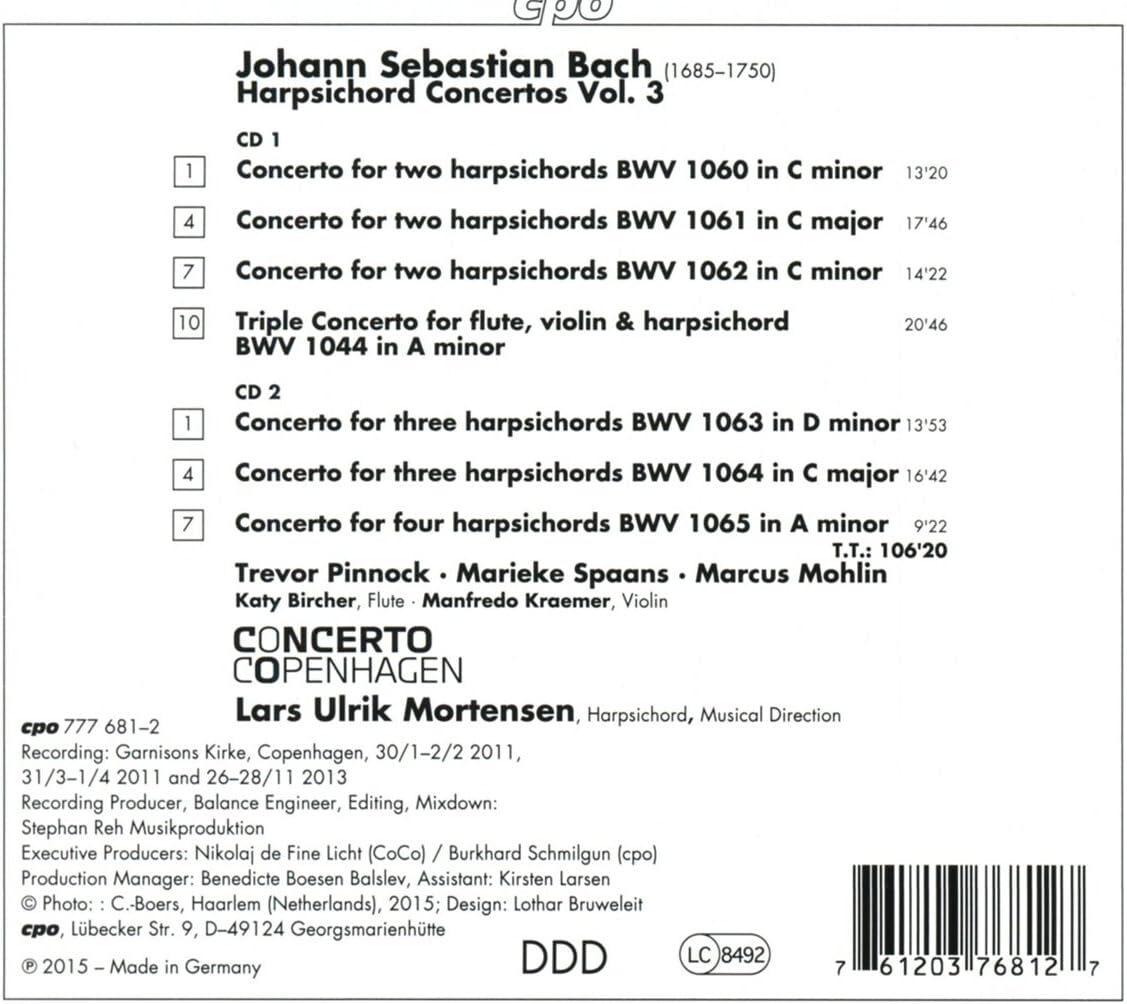 cpo
Johann Sebastian Bach (1685–1750)
Harpsichord Concertos Vol. 3
CD 1
1 Concerto for two harpsichords BWV 1060 in C minor 13'20
4 Concerto for two harpsichords BWV 1061 in C major 17'46
7 Concerto for two harpsichords BWV 1062 in C minor 14'22
10 Triple Concerto for flute, violin & harpsichord 20'46
BWV 1044 in A minor
CD 2
1 Concerto for three harpsichords BWV 1063 in D minor 13'53
4 Concerto for three harpsichords BWV 1064 in C major 16'42
7 Concerto for four harpsichords BWV 1065 in A minor 9'22
T.T.: 106'20
Trevor Pinnock · Marieke Spaans · Marcus Mohlin
Katy Bircher, Flute · Manfredo Kraemer, Violin
CONCERTO
COPENHAGEN
Lars Ulrik Mortensen, Harpsichord, Musical Direction
cpo 777 681–2
Recording: Garnisons Kirke, Copenhagen, 30/1–2/2 2011,
31/3–1/4 2011 and 26–28/11 2013
Recording Producer, Balance Engineer, Editing, Mixdown:
Stephan Reh Musikproduktion
Executive Producers: Nikolaj de Fine Licht (CoCo) / Burkhard Schmilgun (cpo)
Production Manager: Benedicte Boesen Balslev, Assistant: Kirsten Larsen
© Photo: : C.-Boers, Haarlem (Netherlands), 2015; Design: Lothar Bruweleit
cpo, Lübecker Str. 9, D–49124 Georgsmarienhütte
℗ 2015 – Made in Germany
DDD
LC 8492
7 61203 76812 7